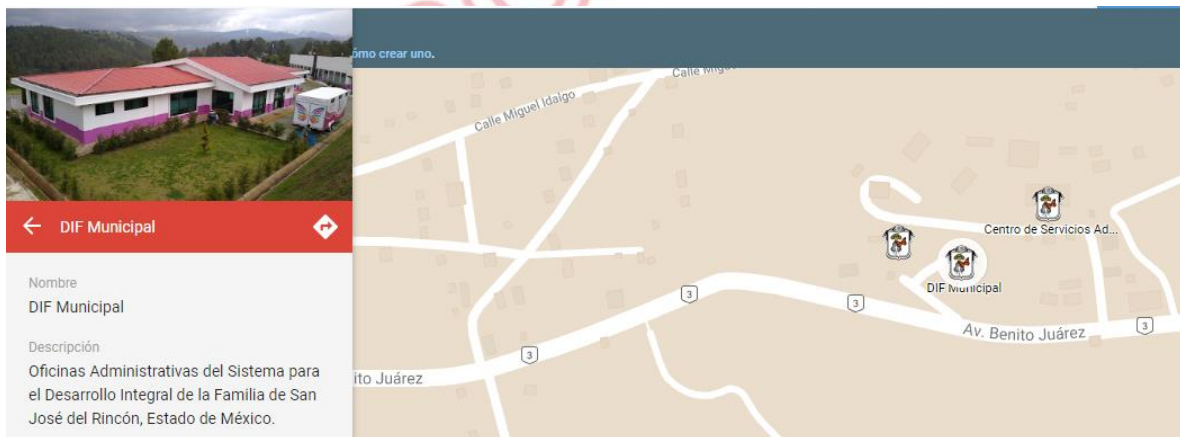 ómo crear uno.
DIF Municipal
Nombre
DIF Municipal
Descripción
Oficinas Administrativas del Sistema para
el Desarrollo Integral de la Familia de San
José del Rincón, Estado de México.
Calle Miguel Idalgo
Calle
Centro de Servicios Ad...
DIF Municipal
3
3
Av. Benito Juárez
3
3
ito Juárez